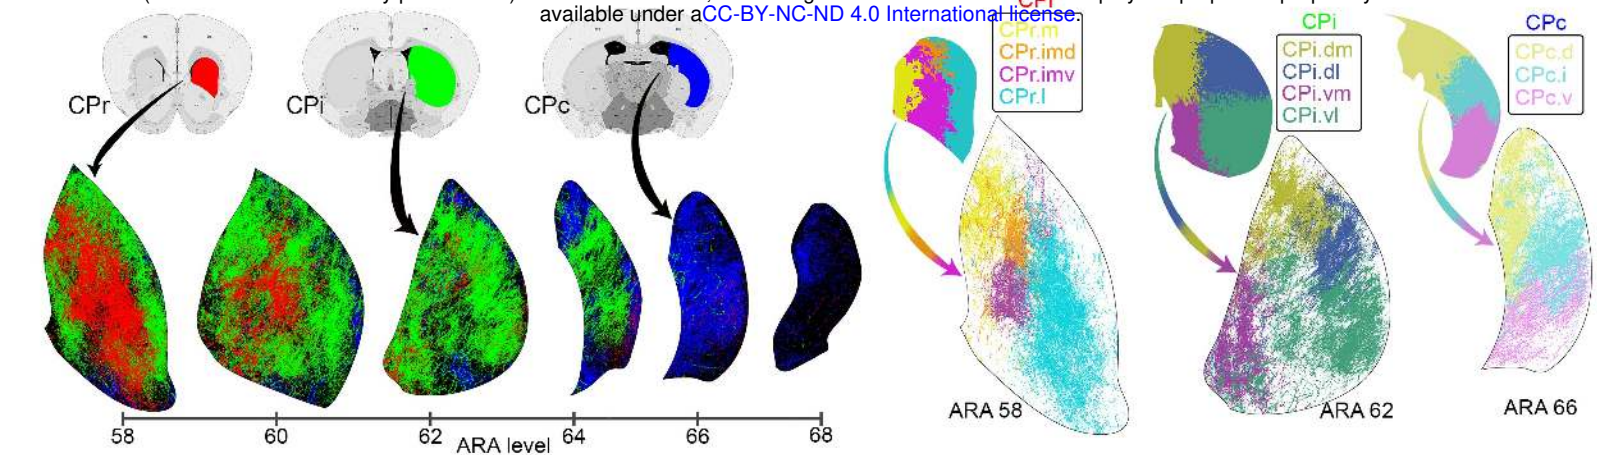 available under aCC-BY-NC-ND 4.0 International license.
CPr
CPi
CPc
58
60
62
64
66
68
ARA level
CPr
CPr.m
CPr.imd
CPr.imv
CPr.l
ARA 58
CPi
CPi.dm
CPi.dl
CPi.vm
CPi.vl
ARA 62
CPc
CPc.d
CPc.i
CPc.v
ARA 66